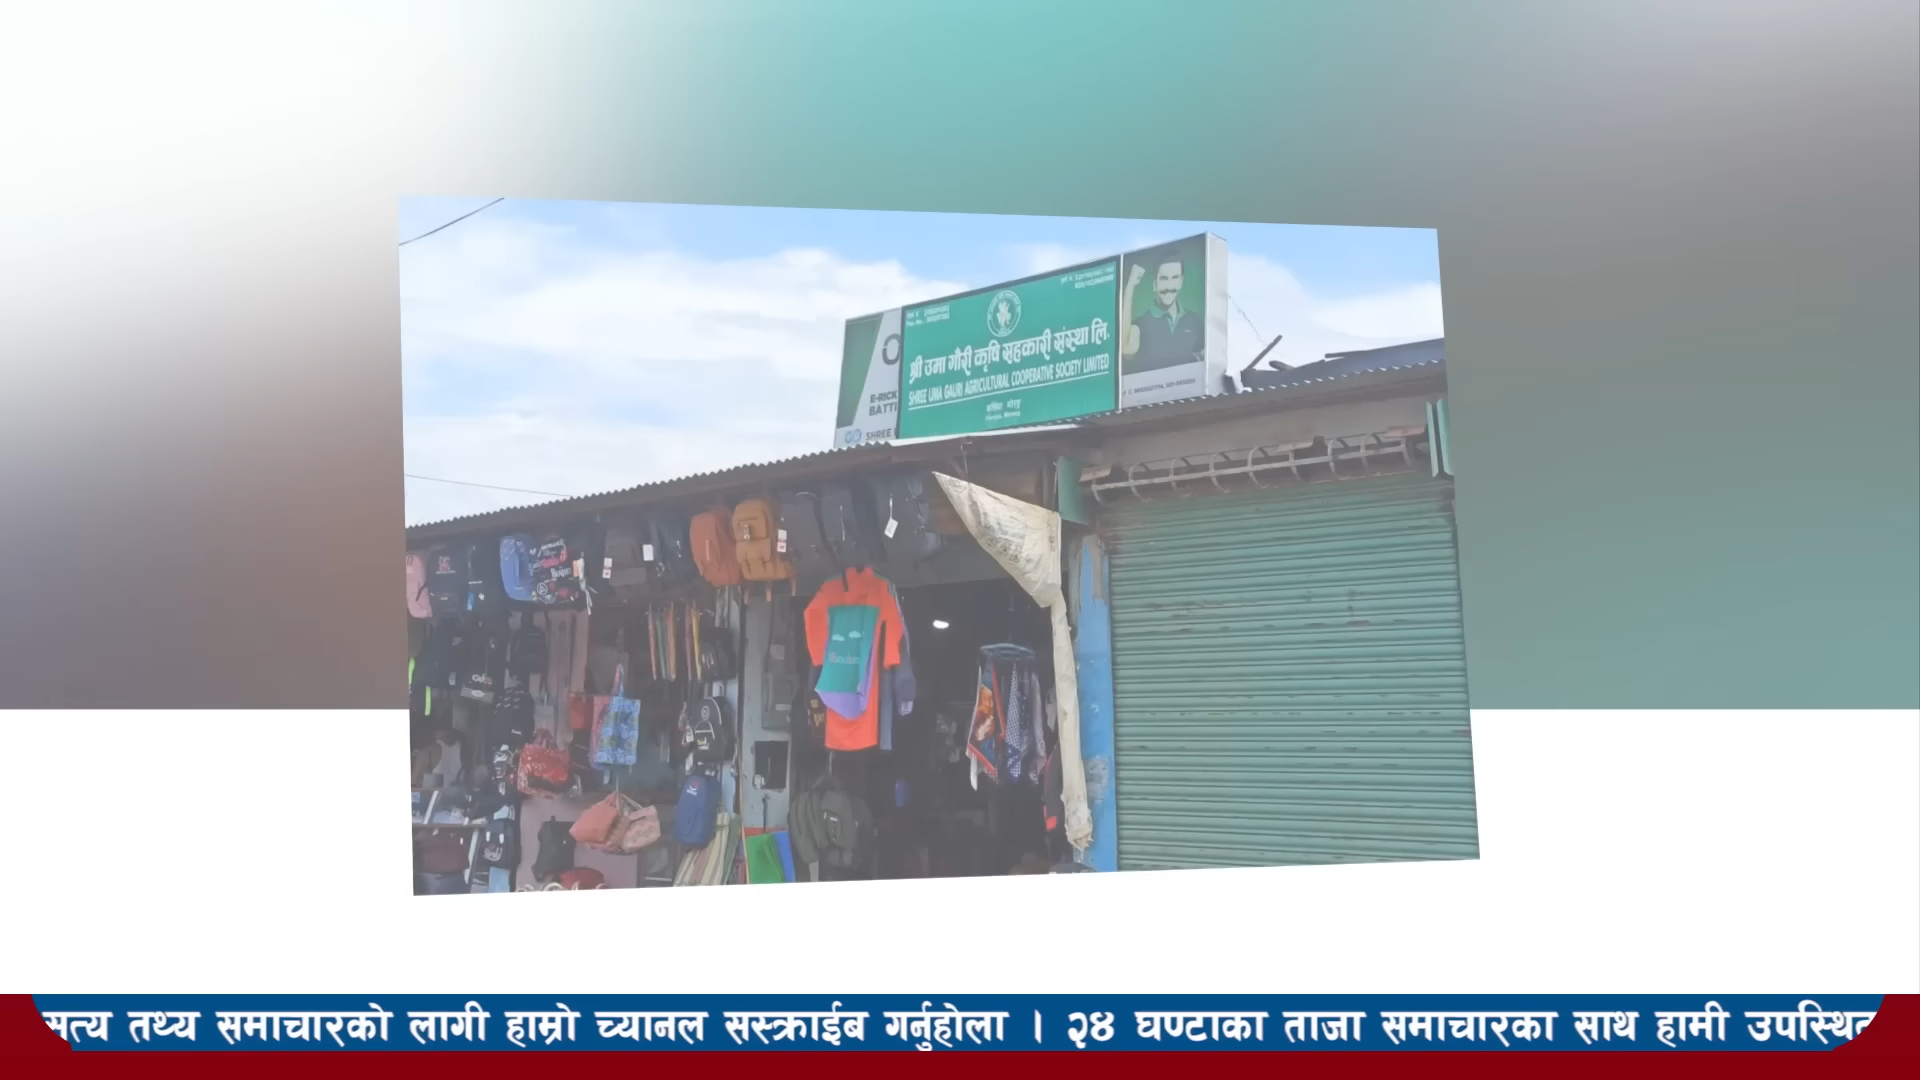 श्री उमा गौरी कृषि सहकारी संस्था लि.
SHREE UMA GAURI AGRICULTURAL COOPERATIVE SOCIETY LIMITED
E-RICK
BATT
SHREE
सत्य तथ्य समाचारको लागी हाम्रो च्यानल सस्क्राईब गर्नुहोला । २४ घण्टाका ताजा समाचारका साथ हामी उपस्थित